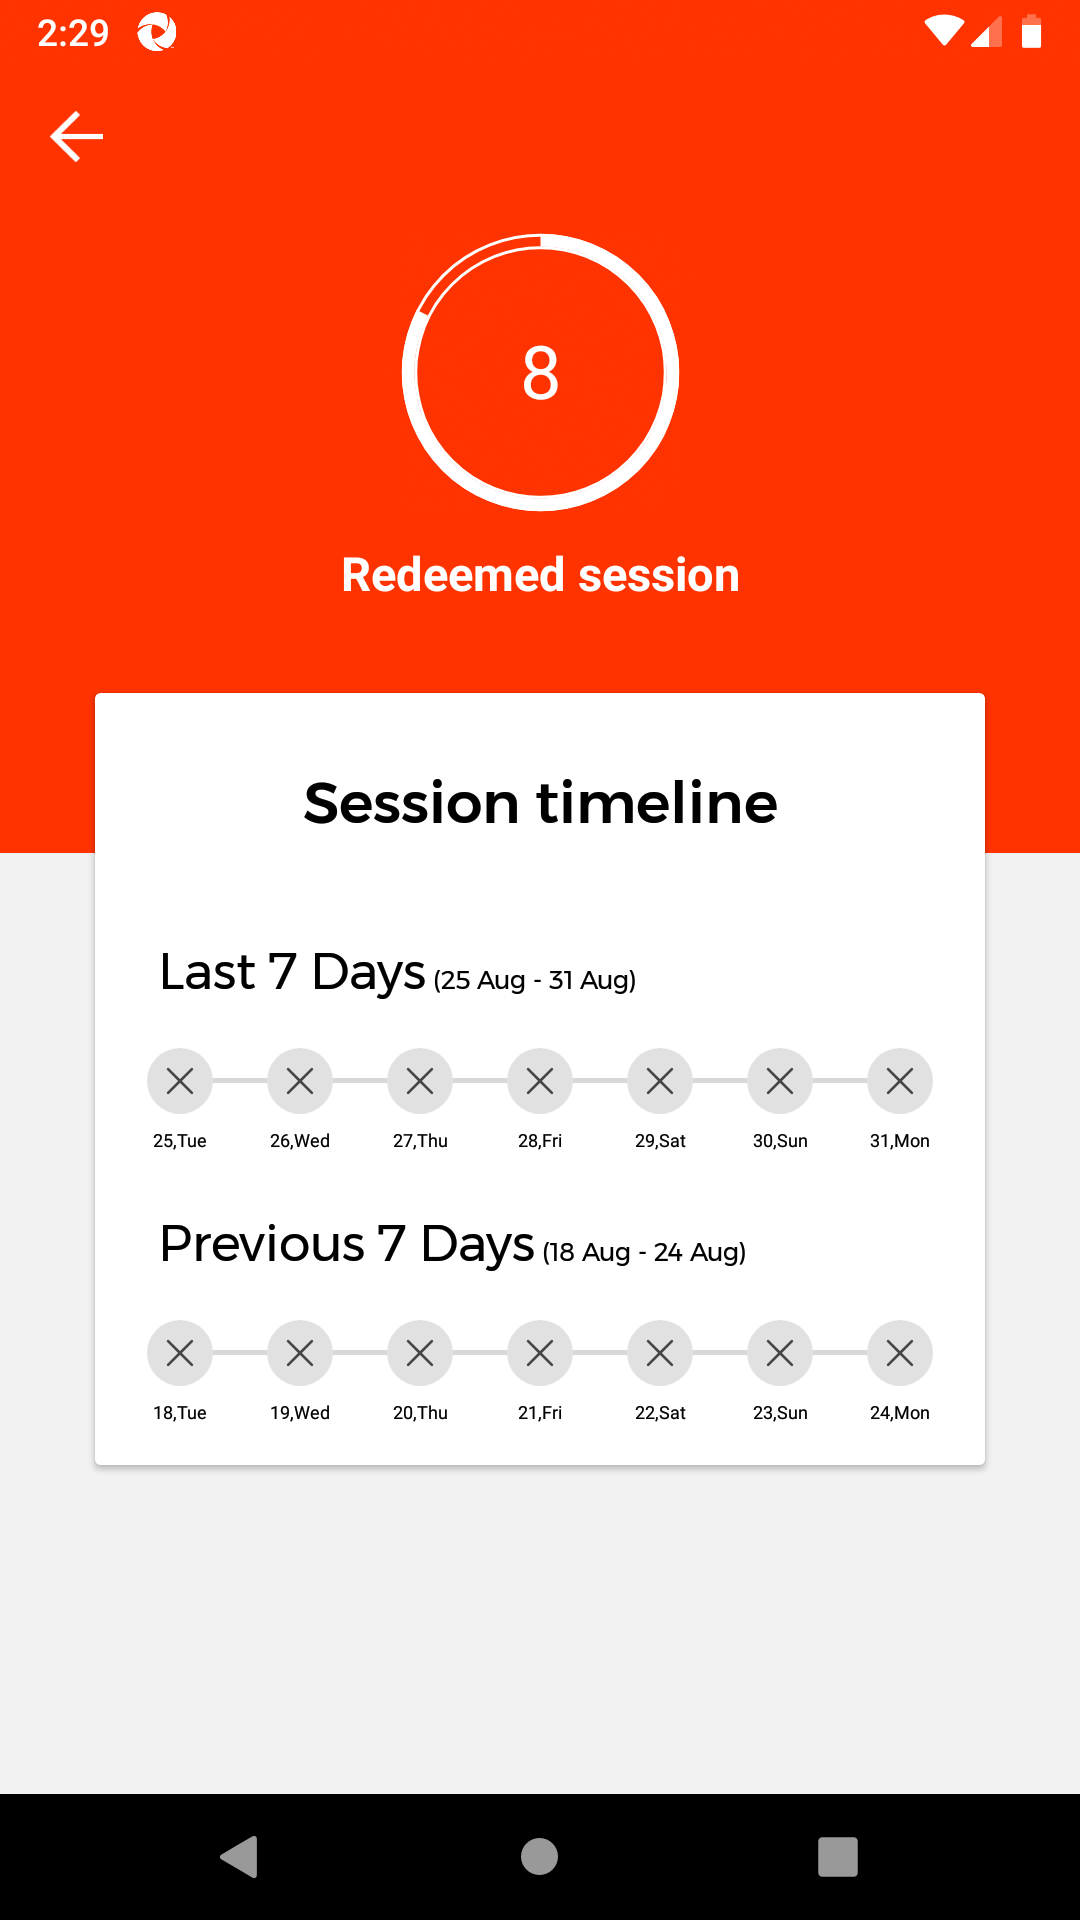 2:29
8
Redeemed session
Session timeline
Last 7 Days (25 Aug - 31 Aug)
25,Tue 26,Wed 27,Thu 28,Fri 29,Sat 30,Sun 31,Mon
Previous 7 Days (18 Aug - 24 Aug)
18,Tue 19,Wed 20,Thu 21,Fri 22,Sat 23,Sun 24,Mon